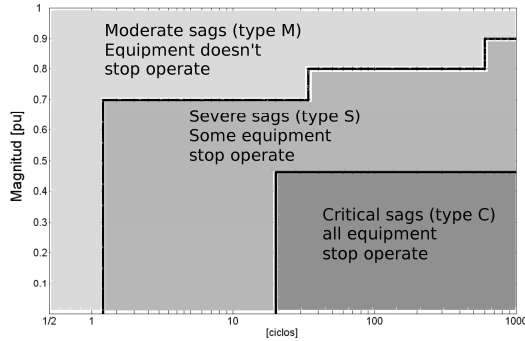 1
0.9
0.8
0.7
0.6
0.5
0.4
0.3
0.2
0.1
Magnitud [pu]
Moderate sags (type M)
Equipment doesn't
stop operate
Severe sags (type S)
Some equipment
stop operate
Critical sags (type C)
all equipment
stop operate
1/2 1 10 100 1000
[ciclos]